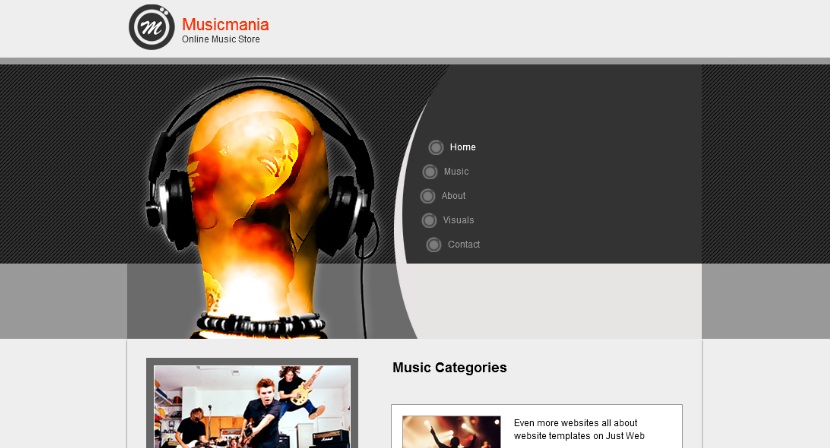 Musicmania
Online Music Store
Home
Music
About
Visuals
Contact
Music Categories
Even more websites all about
website templates on Just Web